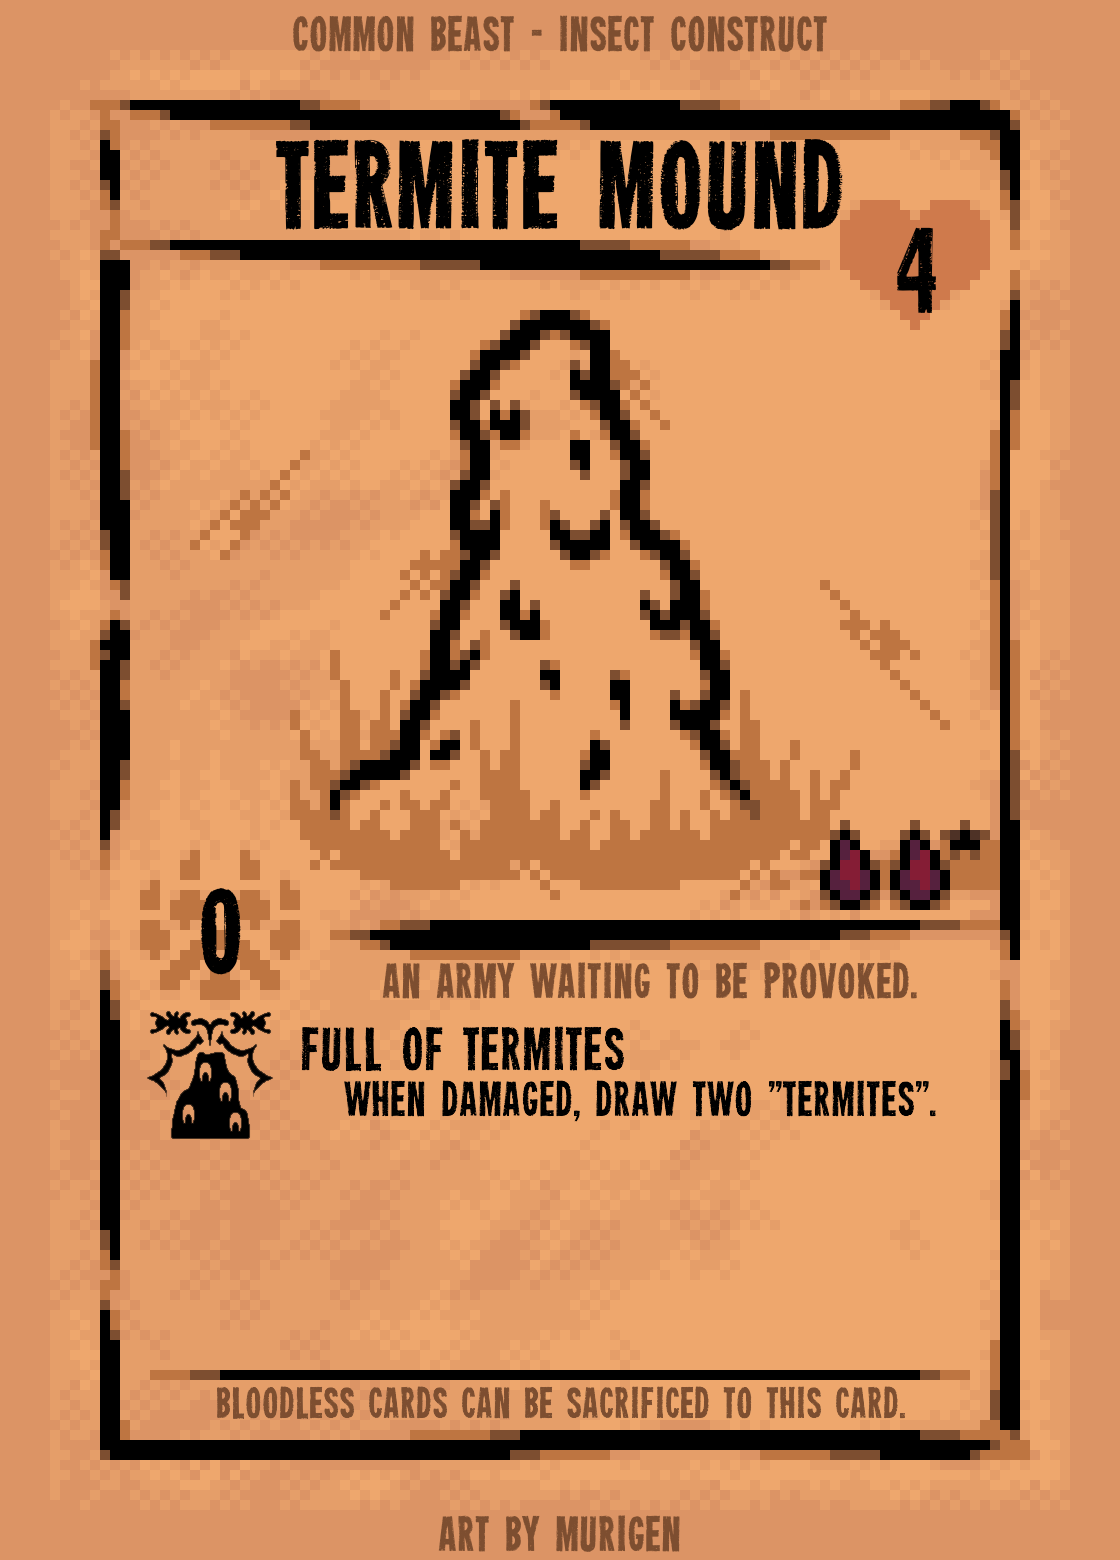 COMMON BEAST - INSECT CONSTRUCT
TERMITE MOUND
4
0
AN ARMY WAITING TO BE PROVOKED.
FULL OF TERMITES
WHEN DAMAGED, DRAW TWO "TERMITES".
BLOODLESS CARDS CAN BE SACRIFICED TO THIS CARD.
ART BY MURIGEN